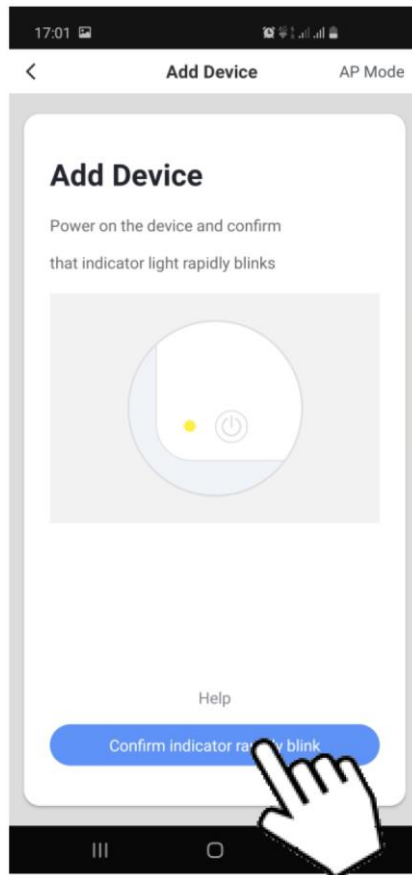 17:01
Add Device AP Mode
Add Device
Power on the device and confirm
that indicator light rapidly blinks
Help
Confirm indicator rapidly blink